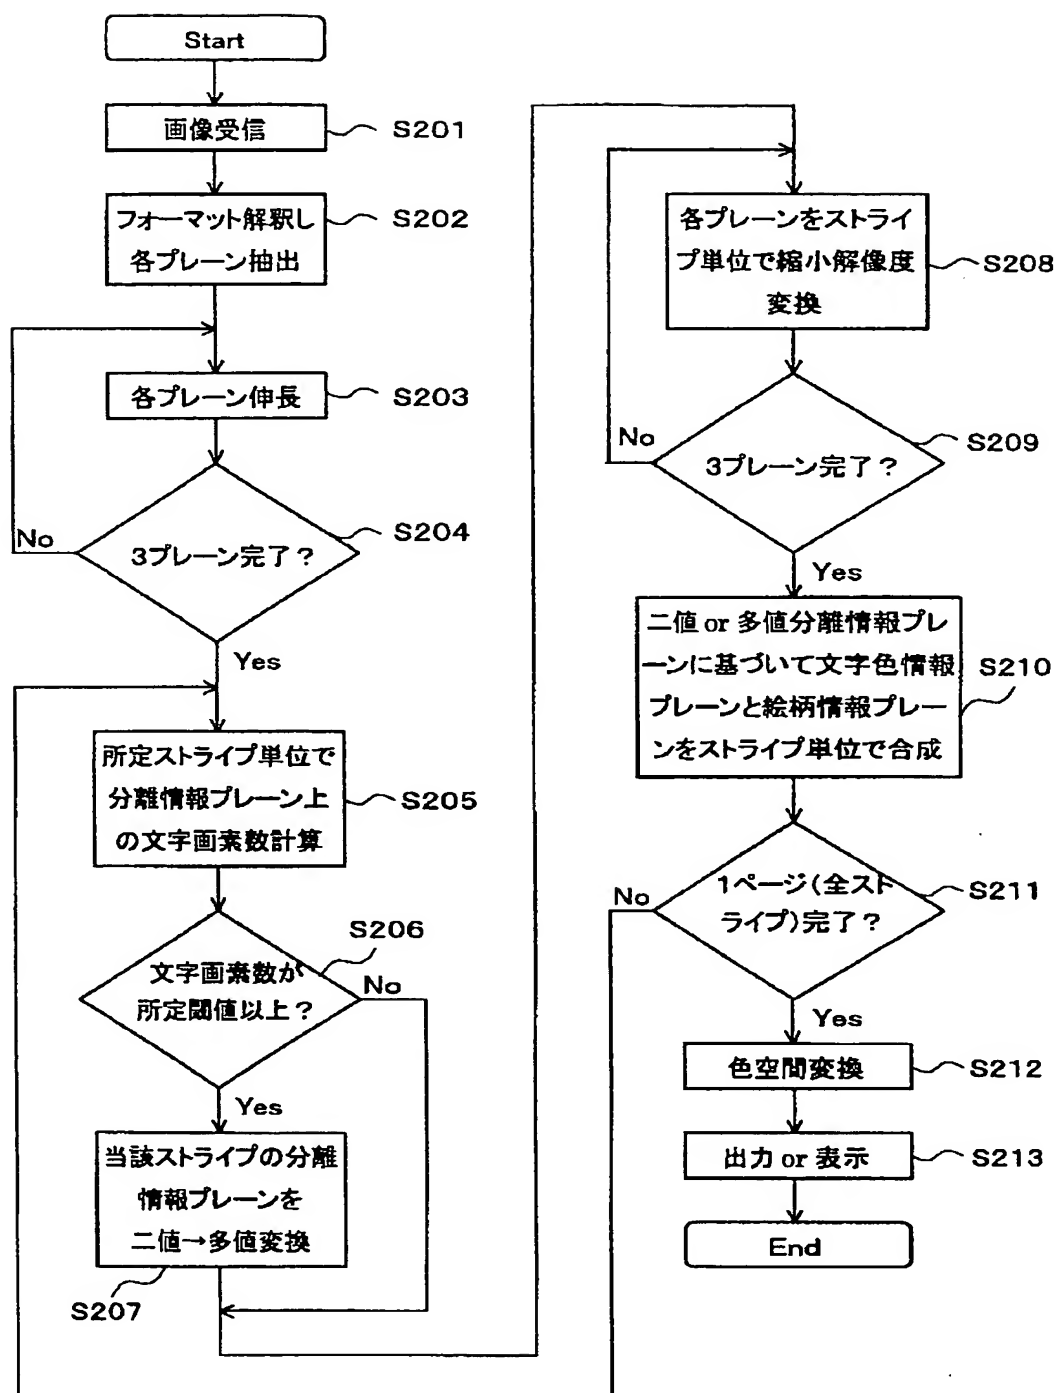 Start
画像受信
S201
フォーマット解釈し
各プレーン抽出
S202
各プレーン伸長
S203
3プレーン完了？
S204
No
Yes
所定ストライプ単位で
分離情報プレーン上
の文字画素数計算
S205
文字画素数が
所定閾値以上？
S206
No
Yes
当該ストライプの分離
情報プレーンを
二値→多値変換
S207
各プレーンをストライ
プ単位で縮小解像度
変換
S208
3プレーン完了？
S209
No
Yes
二値 or 多値分離情報プレ
ーンに基づいて文字色情報
プレーンと絵柄情報プレー
ンをストライプ単位で合成
S210
1ページ（全スト
ライプ）完了？
S211
No
Yes
色空間変換
S212
出力 or 表示
S213
End